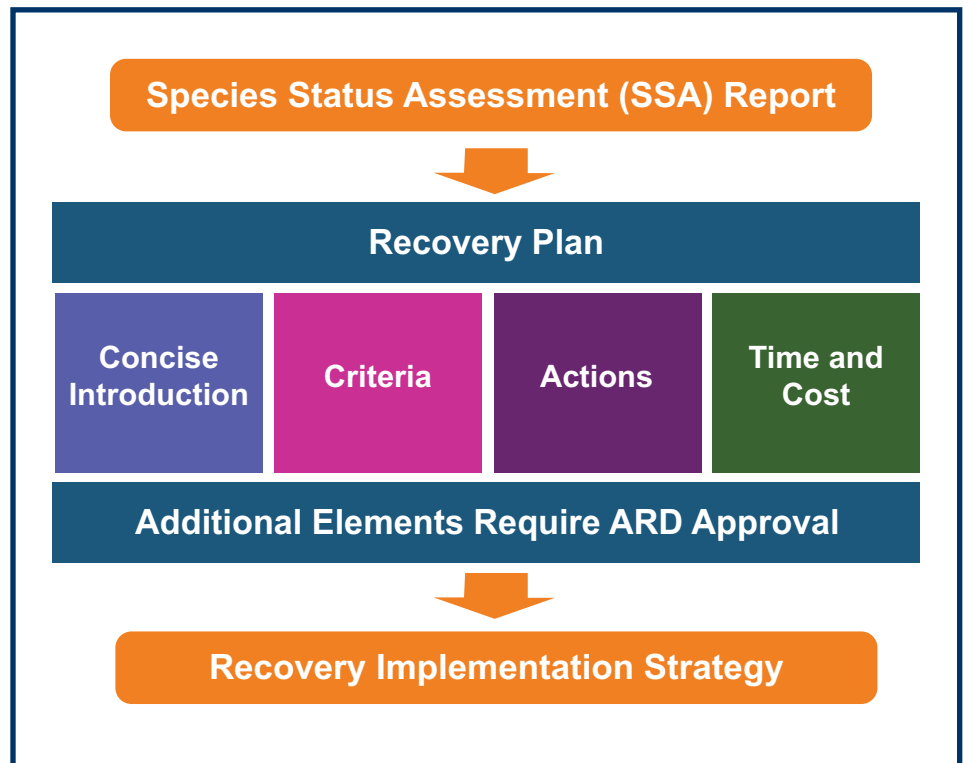 Species Status Assessment (SSA) Report
Recovery Plan
Concise
Introduction
Criteria
Actions
Time and
Cost
Additional Elements Require ARD Approval
Recovery Implementation Strategy